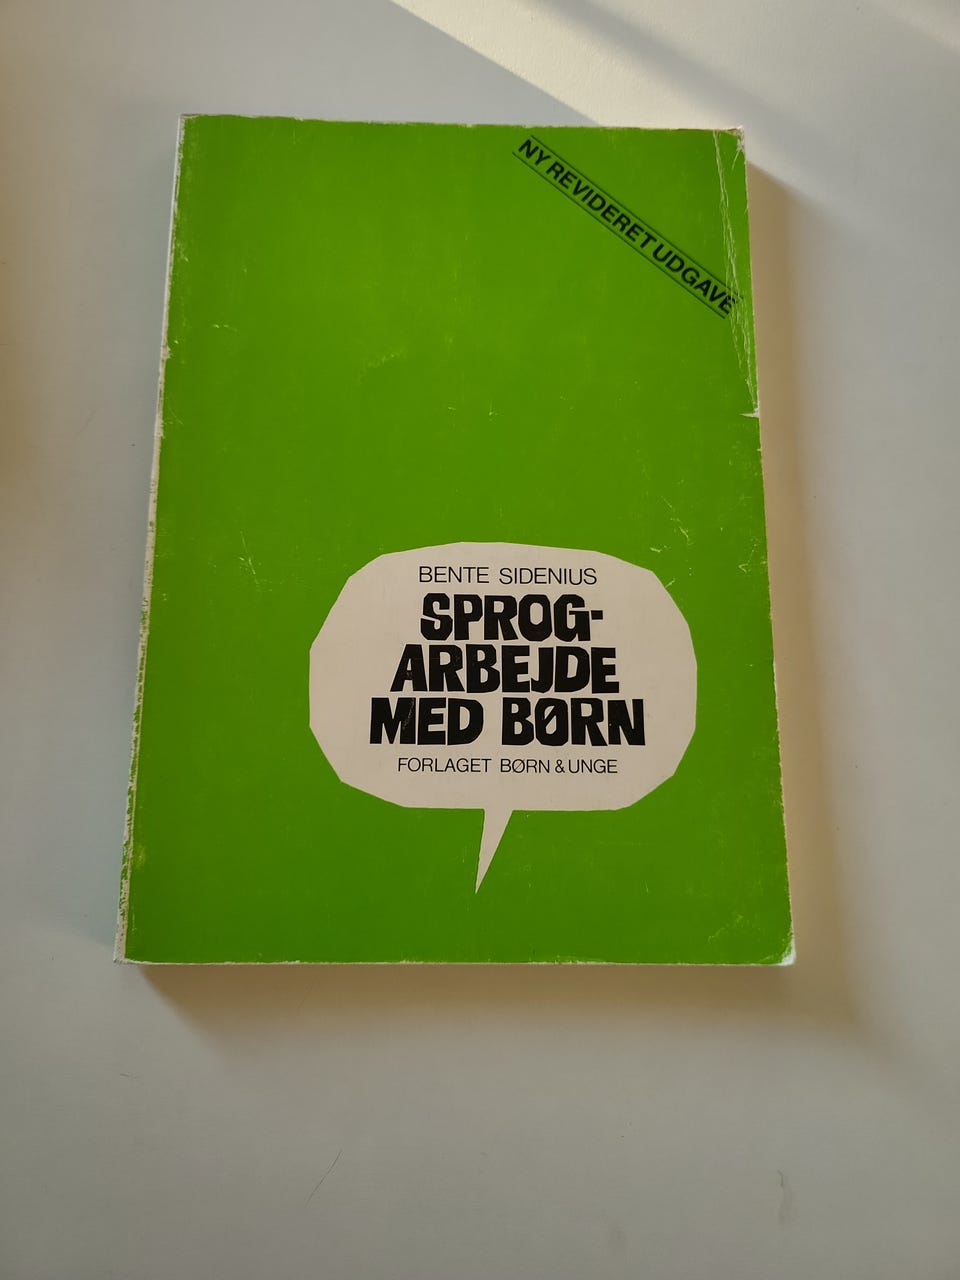 NY REVIDERET UDGAVE
BENTE SIDENIUS
SPROG-
ARBEJDE
MED BØRN
FORLAGET BØRN & UNGE